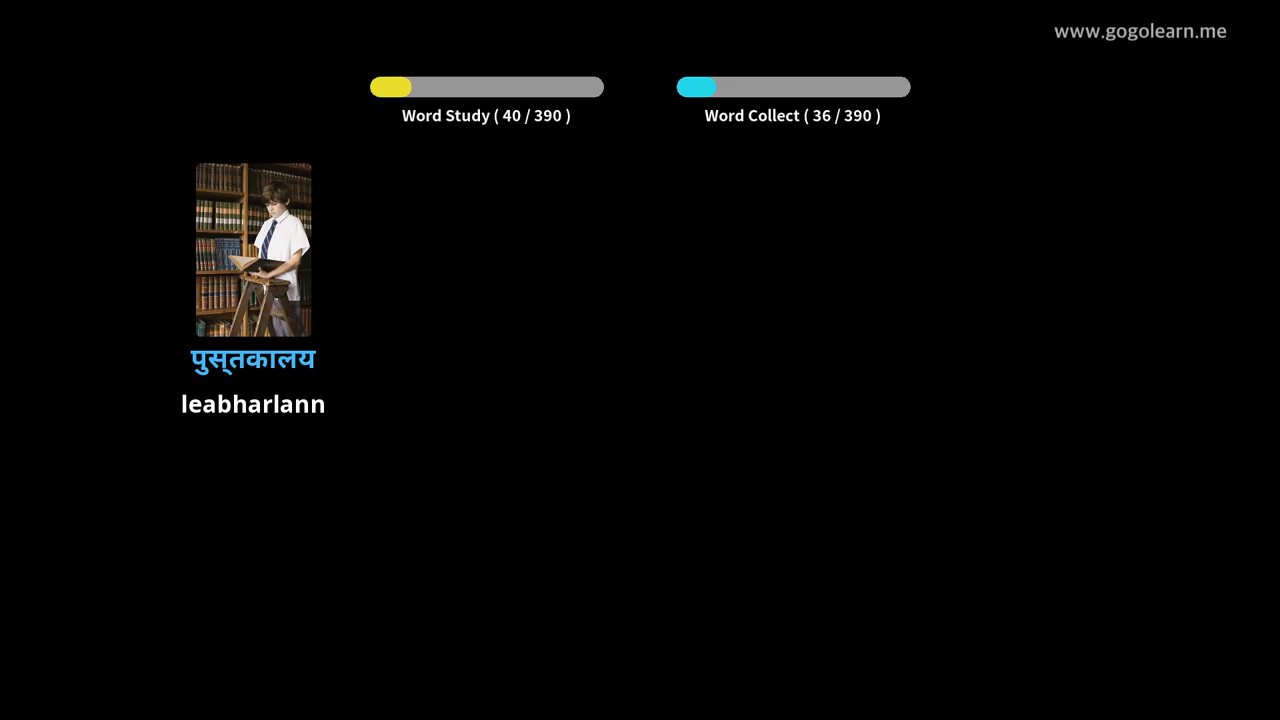 www.gogolearn.me
Word Study ( 40 / 390 )
Word Collect ( 36 / 390 )
पुस्तकालय
leabharlann